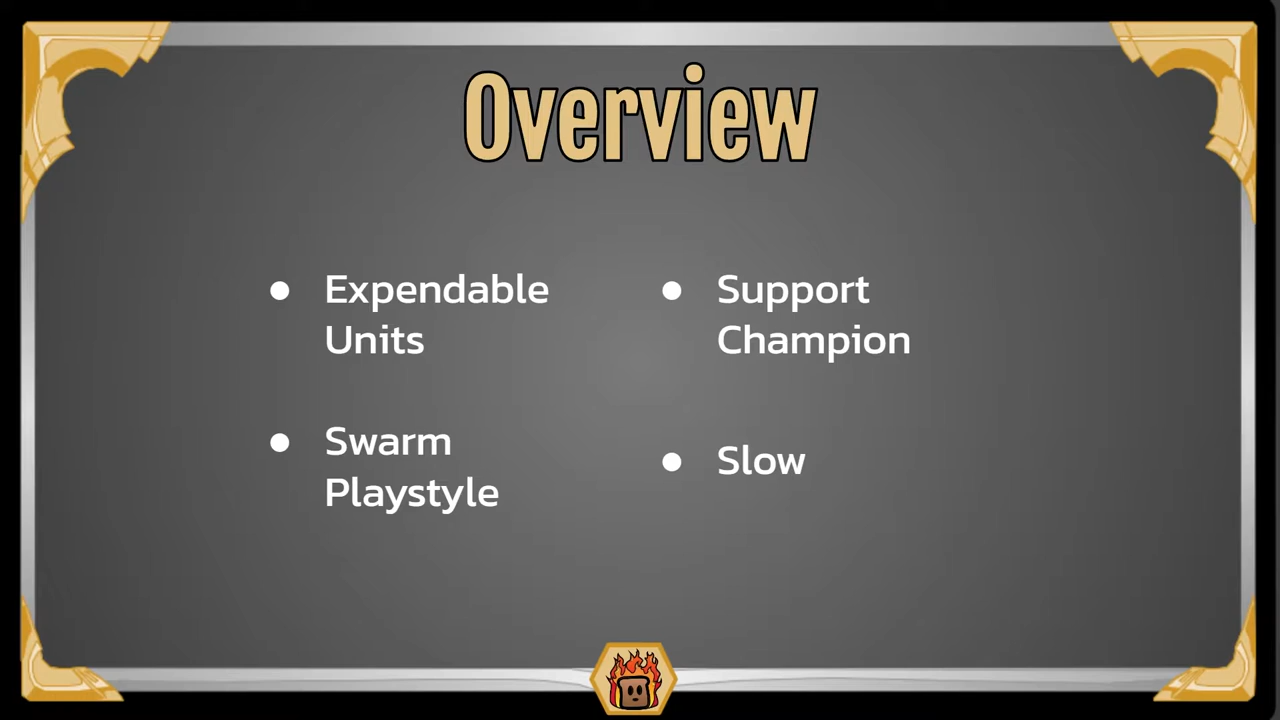 Overview
● Expendable
Units
● Swarm
Playstyle
● Support
Champion
● Slow